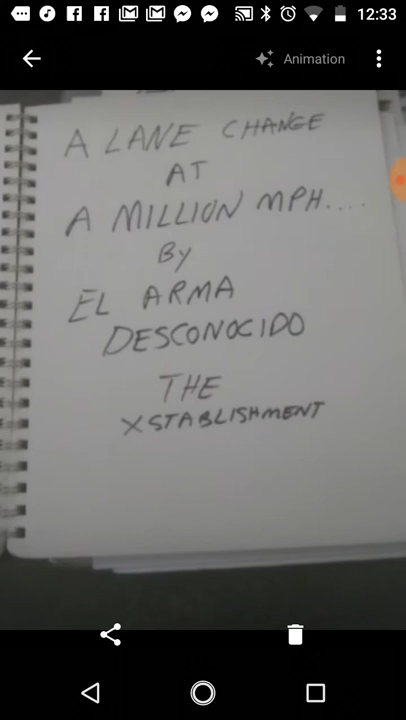 12:33
Animation
A LANE CHANGE
AT
A MILLION MPH....
By
EL ARMA
DESCONOCIDO
THE
XSTABLISHMENT